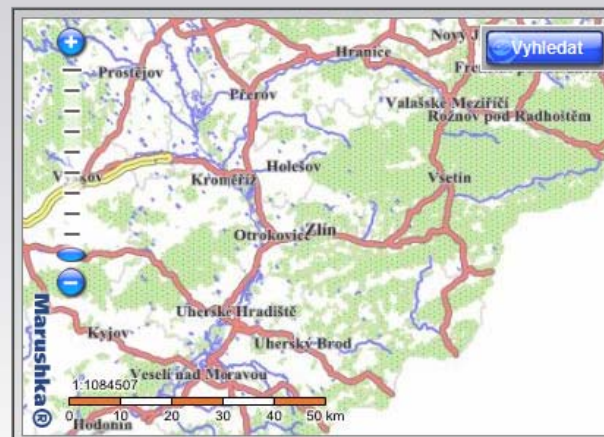 Vyhledat
Nový J
Hranice
Fren
Prostějov
Přerov
Valašské Meziříčí
Rožnov pod Radhoštěm
Holešov
Kroměříž
Vsetín
Otrokovice
Zlín
Uherské Hradiště
Kyjov
Uherský Brod
Veselí nad Moravou
Hodonín
Marushka®
1:1084507
0 10 20 30 40 50 km